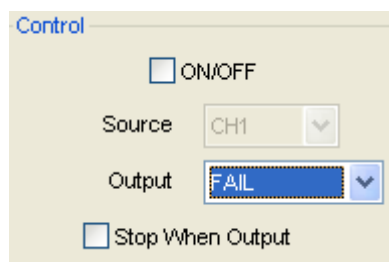 Control
ON/OFF
Source CH1
Output FAIL
Stop When Output